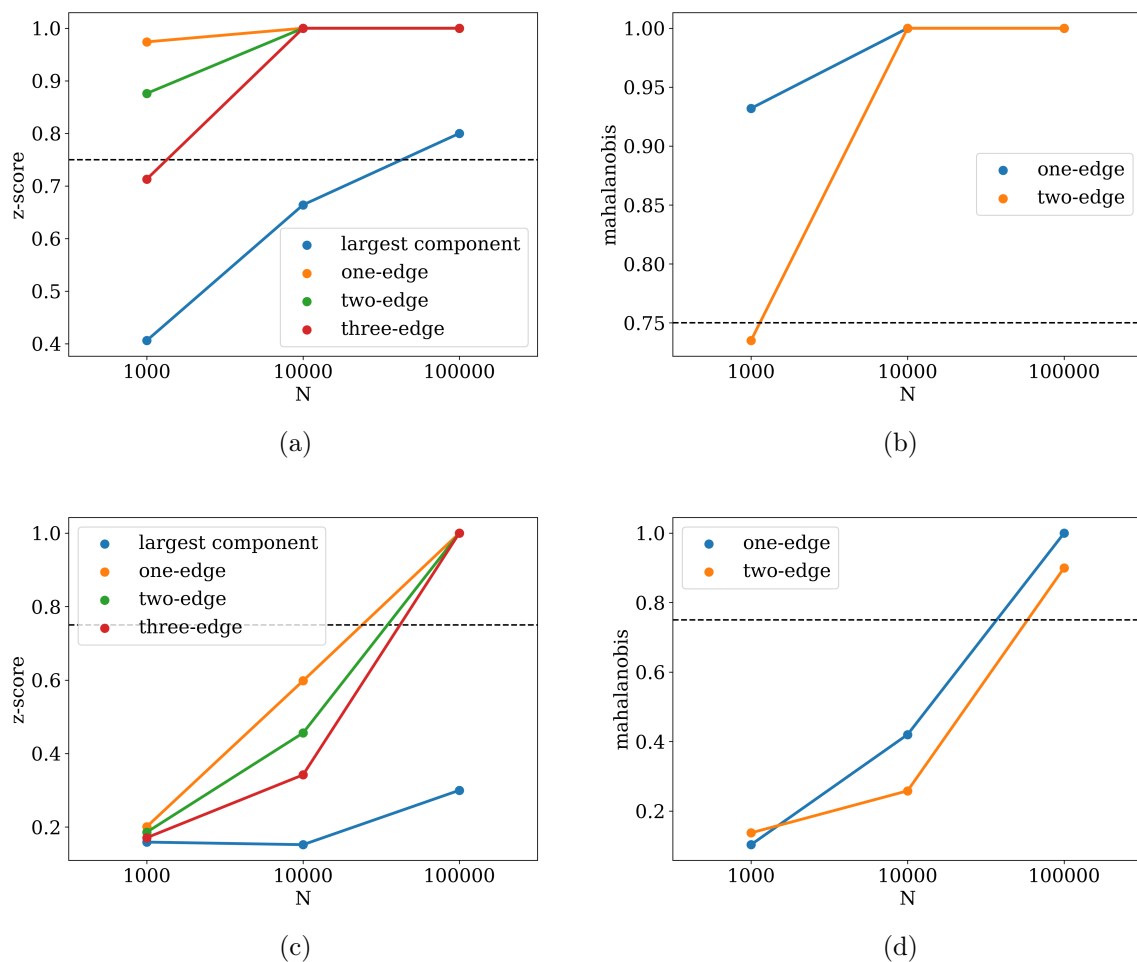 1.0
0.9
0.8
0.7
0.6
0.5
0.4
z-score
largest component
one-edge
two-edge
three-edge
1000
10000
100000
N
(a)
1.00
0.95
0.90
0.85
0.80
0.75
mahalanobis
one-edge
two-edge
1000
10000
100000
N
(b)
1.0
0.8
0.6
0.4
0.2
z-score
largest component
one-edge
two-edge
three-edge
1000
10000
100000
N
(c)
1.0
0.8
0.6
0.4
0.2
mahalanobis
one-edge
two-edge
1000
10000
100000
N
(d)